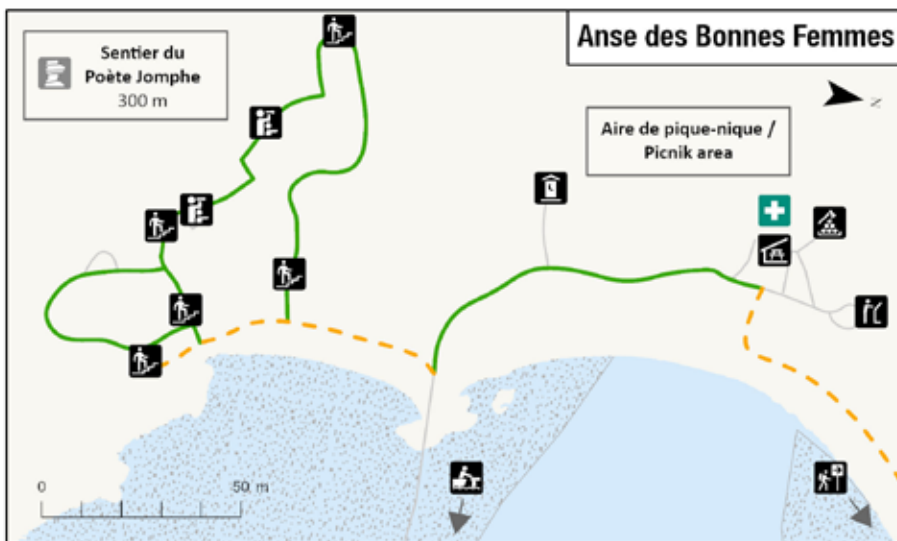 Anse des Bonnes Femmes
Sentier du
Poète Jomphe
300 m
N
Aire de pique-nique /
Picnik area
0
50 m